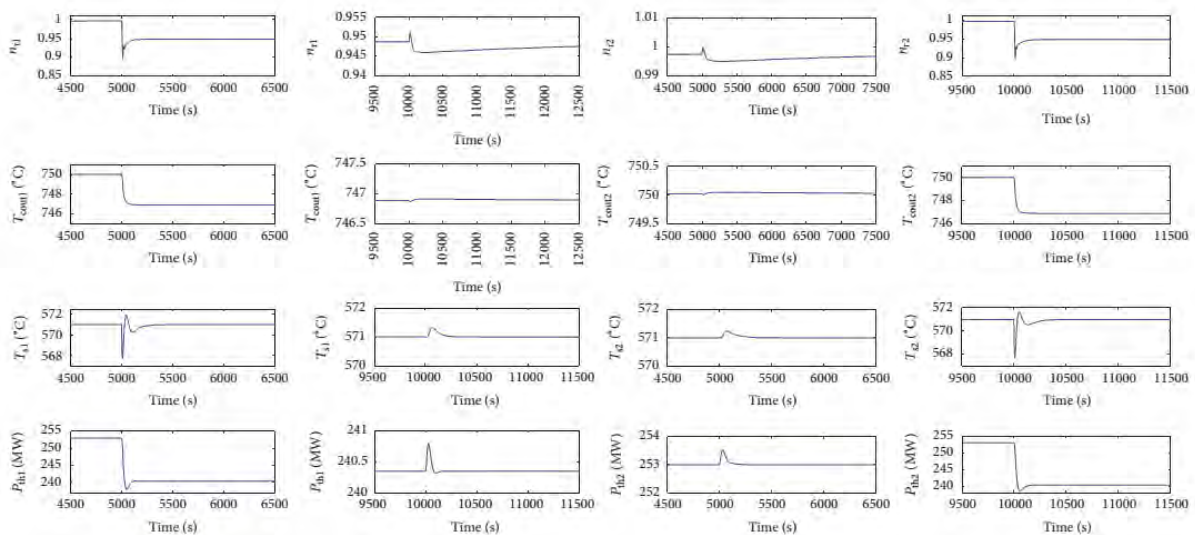 n_r1
1
0.95
0.9
0.85
4500 5000 5500 6000 6500
Time (s)
n_r1
0.955
0.95
0.945
0.94
9500 10000 10500 11000 11500 12000 12500
Time (s)
n_r2
1.01
1
0.99
4500 5000 5500 6000 6500 7000 7500
Time (s)
n_r2
1
0.95
0.9
0.85
9500 10000 10500 11000 11500
Time (s)
T_cout1 (°C)
750
748
746
4500 5000 5500 6000 6500
Time (s)
T_cout1 (°C)
747.5
747
746.5
9500 10000 10500 11000 11500 12000 12500
Time (s)
T_cout2 (°C)
750.5
750
749.5
4500 5000 5500 6000 6500 7000 7500
Time (s)
T_cout2 (°C)
750
748
746
9500 10000 10500 11000 11500
Time (s)
T_s1 (°C)
572
570
568
4500 5000 5500 6000 6500
Time (s)
T_s1 (°C)
572
571
570
9500 10000 10500 11000 11500
Time (s)
T_s2 (°C)
572
571
570
4500 5000 5500 6000 6500
Time (s)
T_s2 (°C)
572
570
568
9500 10000 10500 11000 11500
Time (s)
P_th1 (MW)
255
250
245
240
4500 5000 5500 6000 6500
Time (s)
P_th1 (MW)
241
240.5
240
9500 10000 10500 11000 11500
Time (s)
P_th2 (MW)
254
253
252
4500 5000 5500 6000 6500
Time (s)
P_th2 (MW)
255
250
245
240
9500 10000 10500 11000 11500
Time (s)